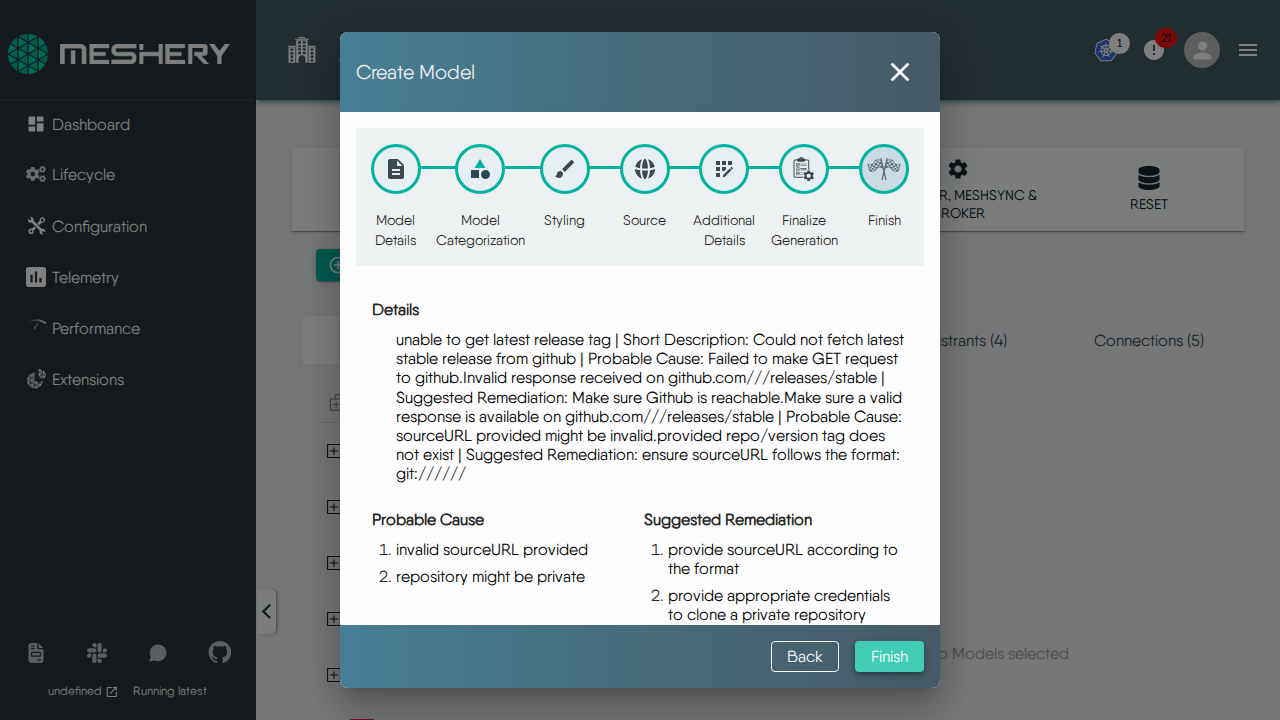 MESHERY
1
21
Create Model
Dashboard
Lifecycle
Configuration
Telemetry
Performance
Extensions
Model Details
Model Categorization
Styling
Source
Additional Details
Finalize Generation
Finish
R, MESHSYNC &
ROKER
RESET
strants (4)
Connections (5)
Details
unable to get latest release tag | Short Description: Could not fetch latest
stable release from github | Probable Cause: Failed to make GET request
to github.Invalid response received on github.com///releases/stable |
Suggested Remediation: Make sure Github is reachable.Make sure a valid
response is available on github.com///releases/stable | Probable Cause:
sourceURL provided might be invalid.provided repo/version tag does
not exist | Suggested Remediation: ensure sourceURL follows the format:
git://////
Probable Cause
1. invalid sourceURL provided
2. repository might be private
Suggested Remediation
1. provide sourceURL according to
the format
2. provide appropriate credentials
to clone a private repository
o Models selected
Back
Finish
undefined
Running latest